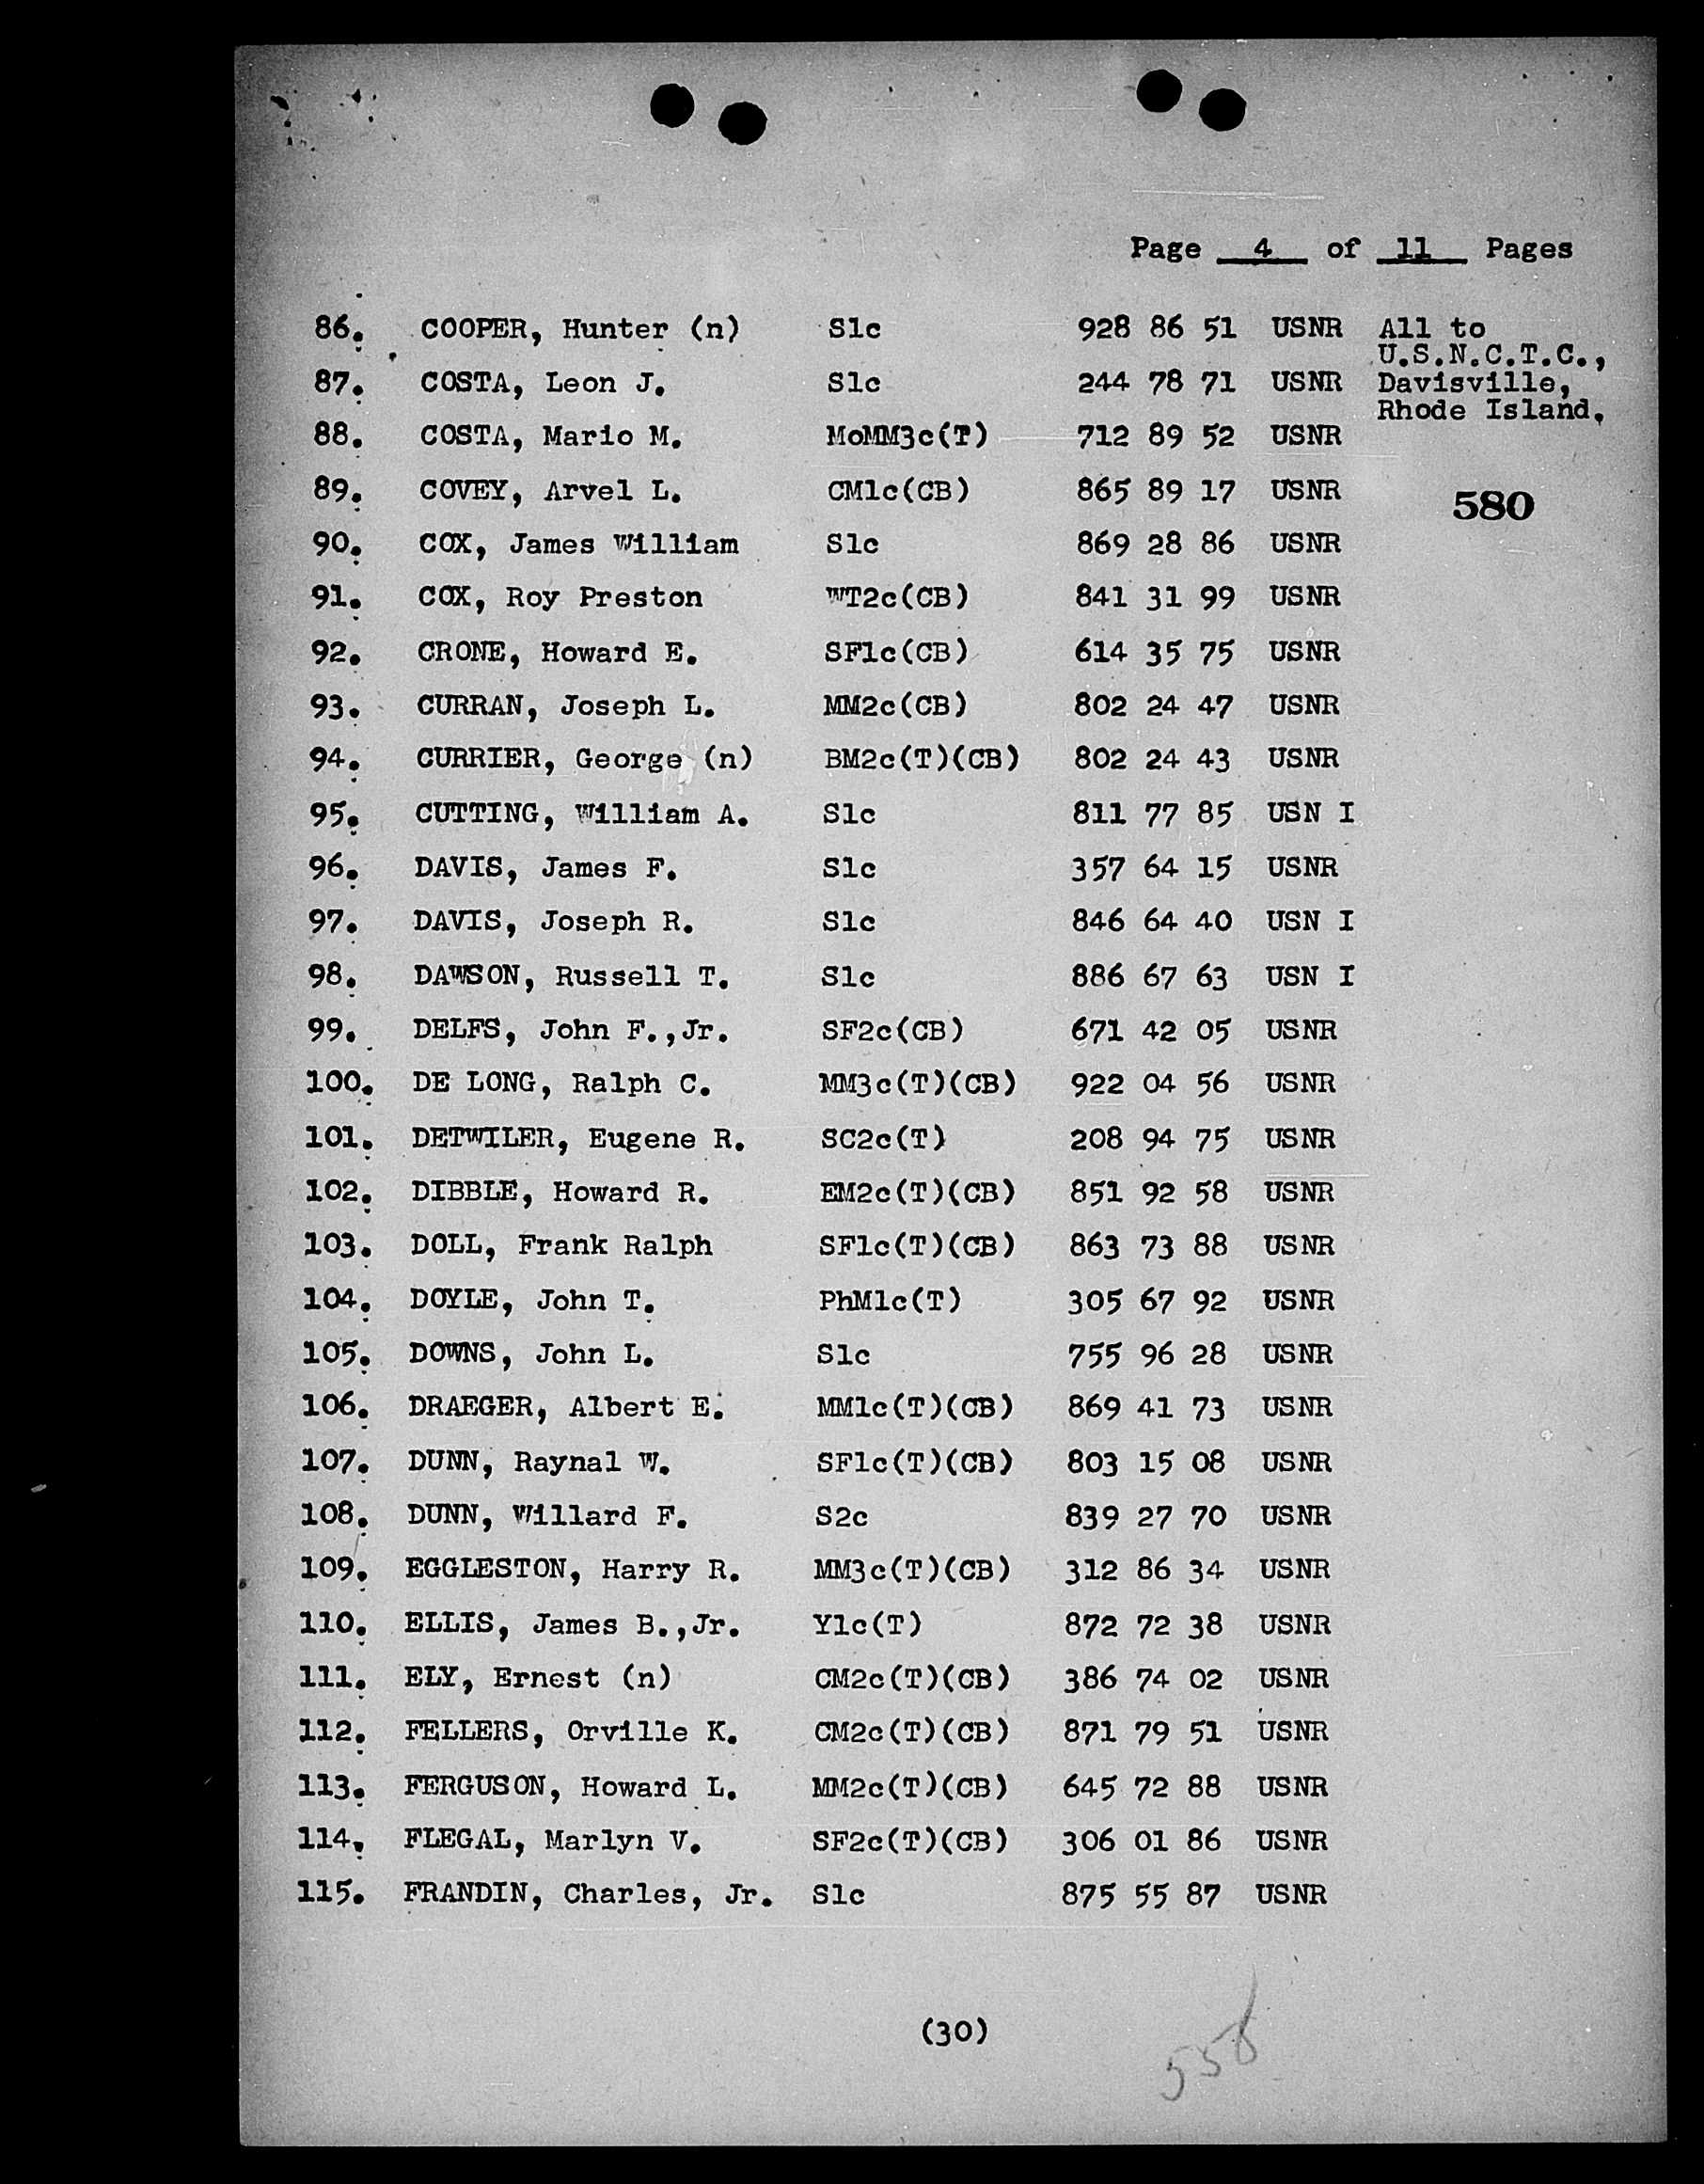 Page 4 of 11 Pages
86. COOPER, Hunter (n) S1c 928 86 51 USNR All to
U.S.N.C.T.C.,
87. COSTA, Leon J. S1c 244 78 71 USNR Davisville,
Rhode Island.
88. COSTA, Mario M. MoMM3c(T) 712 89 52 USNR
89. COVEY, Arvel L. CM1c(CB) 865 89 17 USNR
580
90. COX, James William S1c 869 28 86 USNR
91. COX, Roy Preston WT2c(CB) 841 31 99 USNR
92. CRONE, Howard E. SF1c(CB) 614 35 75 USNR
93. CURRAN, Joseph L. MM2c(CB) 802 24 47 USNR
94. CURRIER, George (n) BM2c(T)(CB) 802 24 43 USNR
95. CUTTING, William A. S1c 811 77 85 USN I
96. DAVIS, James F. S1c 357 64 15 USNR
97. DAVIS, Joseph R. S1c 846 64 40 USN I
98. DAWSON, Russell T. S1c 886 67 63 USN I
99. DELFS, John F.,Jr. SF2c(CB) 671 42 05 USNR
100. DE LONG, Ralph C. MM3c(T)(CB) 922 04 56 USNR
101. DETWILER, Eugene R. SC2c(T) 208 94 75 USNR
102. DIBBLE, Howard R. EM2c(T)(CB) 851 92 58 USNR
103. DOLL, Frank Ralph SF1c(T)(CB) 863 73 88 USNR
104. DOYLE, John T. PhM1c(T) 305 67 92 USNR
105. DOWNS, John L. S1c 755 96 28 USNR
106. DRAEGER, Albert E. MM1c(T)(CB) 869 41 73 USNR
107. DUNN, Raynal W. SF1c(T)(CB) 803 15 08 USNR
108. DUNN, Willard F. S2c 839 27 70 USNR
109. EGGLESTON, Harry R. MM3c(T)(CB) 312 86 34 USNR
110. ELLIS, James B.,Jr. Y1c(T) 872 72 38 USNR
111. ELY, Ernest (n) CM2c(T)(CB) 386 74 02 USNR
112. FELLERS, Orville K. CM2c(T)(CB) 871 79 51 USNR
113. FERGUSON, Howard L. MM2c(T)(CB) 645 72 88 USNR
114. FLEGAL, Marlyn V. SF2c(T)(CB) 306 01 86 USNR
115. FRANDIN, Charles, Jr. S1c 875 55 87 USNR
(30)
558